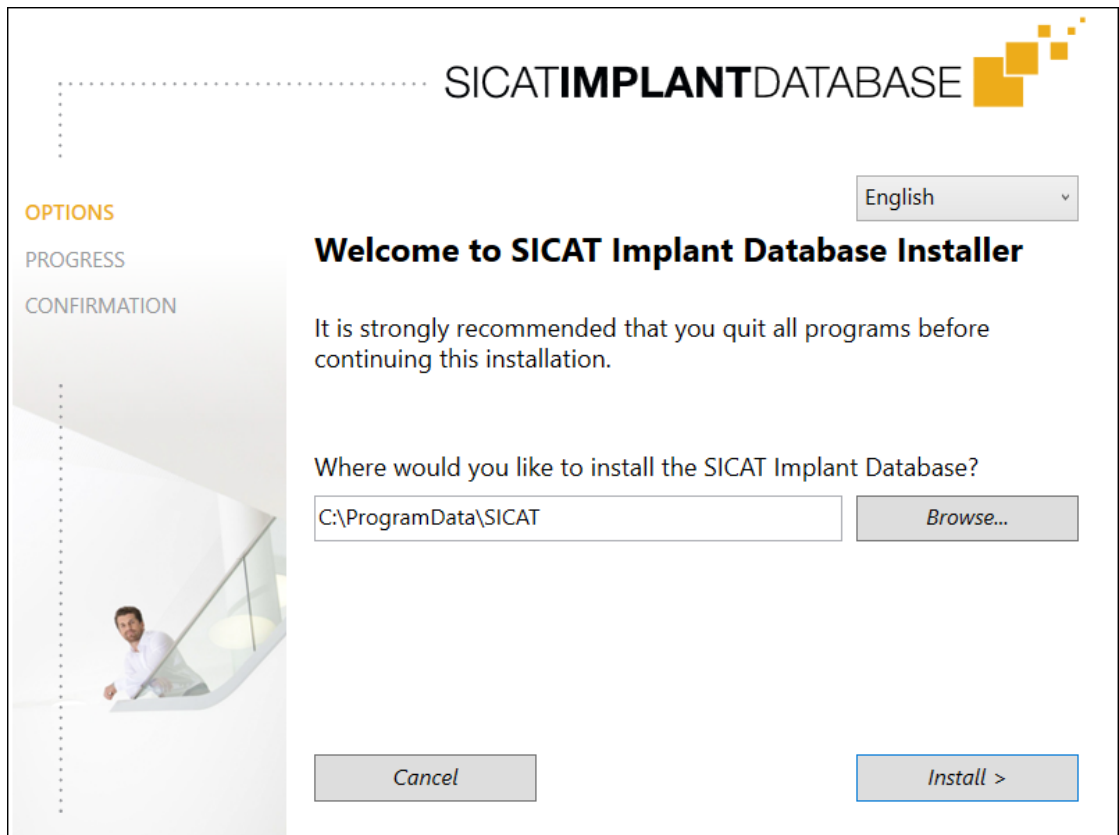 SICATIMPLANTDATABASE
English
OPTIONS
PROGRESS
CONFIRMATION
Welcome to SICAT Implant Database Installer
It is strongly recommended that you quit all programs before
continuing this installation.
Where would you like to install the SICAT Implant Database?
C:\ProgramData\SICAT
Browse...
Cancel
Install >